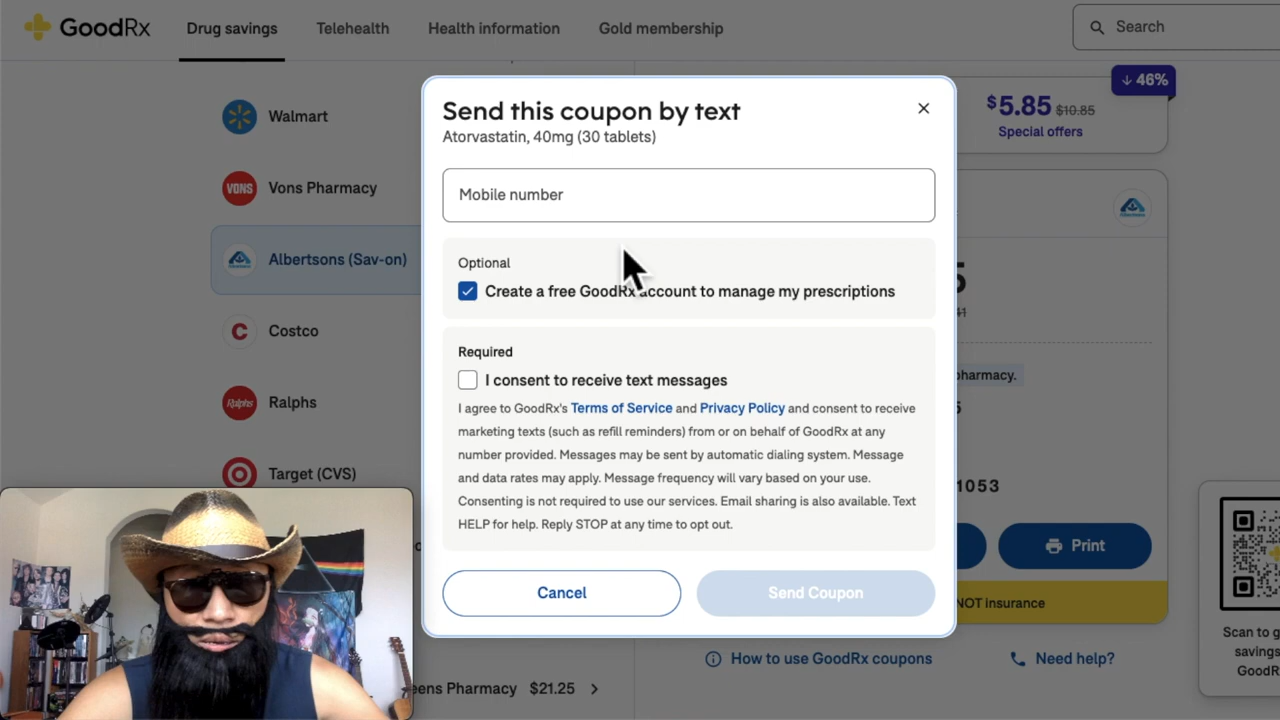 GoodRx
Drug savings
Telehealth
Health information
Gold membership
Search
Walmart
VONS
Vons Pharmacy
Albertsons (Sav-on)
Costco
Ralphs
Ralphs
Target (CVS)
eens Pharmacy $21.25
Send this coupon by text
Atorvastatin, 40mg (30 tablets)
Mobile number
Optional
Create a free GoodRx account to manage my prescriptions
Required
I consent to receive text messages
I agree to GoodRx's Terms of Service and Privacy Policy and consent to receive
marketing texts (such as refill reminders) from or on behalf of GoodRx at any
number provided. Messages may be sent by automatic dialing system. Message
and data rates may apply. Message frequency will vary based on your use.
Consenting is not required to use our services. Email sharing is also available. Text
HELP for help. Reply STOP at any time to opt out.
Cancel
Send Coupon
46%
$5.85 $10.85
Special offers
harmacy.
1053
Print
NOT insurance
How to use GoodRx coupons
Need help?
Scan to g
savings
GoodR